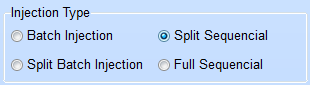 Injection Type
Batch Injection Split Sequencial
Split Batch Injection Full Sequencial